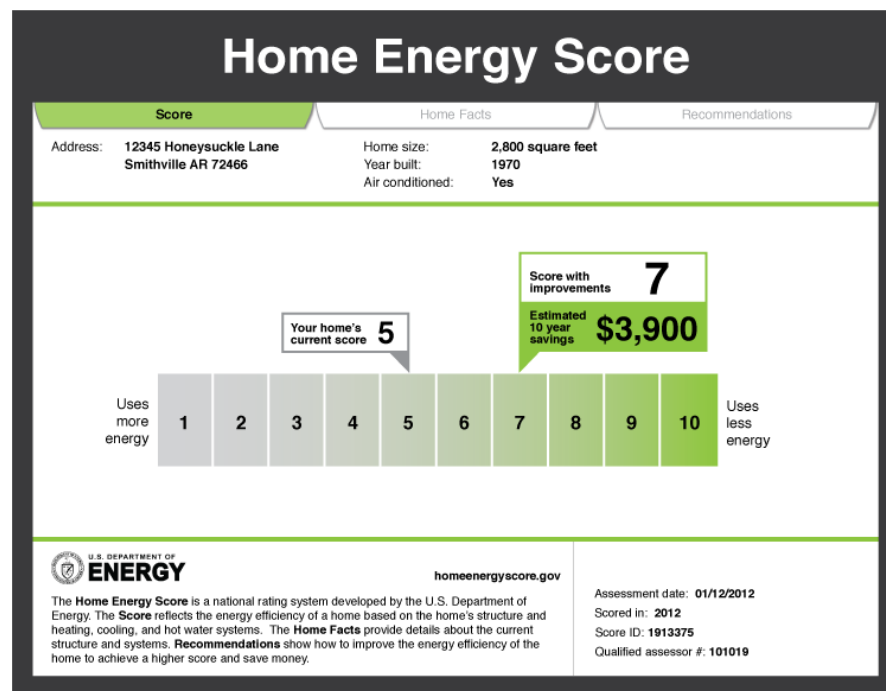 Home Energy Score
Score
Home Facts
Recommendations
Address: 12345 Honeysuckle Lane
Smithville AR 72466
Home size: 2,800 square feet
Year built: 1970
Air conditioned: Yes
Score with
improvements 7
Estimated
10 year
savings $3,900
Your home's
current score 5
Uses
more
energy
1 2 3 4 5 6 7 8 9 10
Uses
less
energy
U.S. DEPARTMENT OF
ENERGY
homeenergyscore.gov
The Home Energy Score is a national rating system developed by the U.S. Department of
Energy. The Score reflects the energy efficiency of a home based on the home's structure and
heating, cooling, and hot water systems. The Home Facts provide details about the current
structure and systems. Recommendations show how to improve the energy efficiency of the
home to achieve a higher score and save money.
Assessment date: 01/12/2012
Scored in: 2012
Score ID: 1913375
Qualified assessor #: 101019